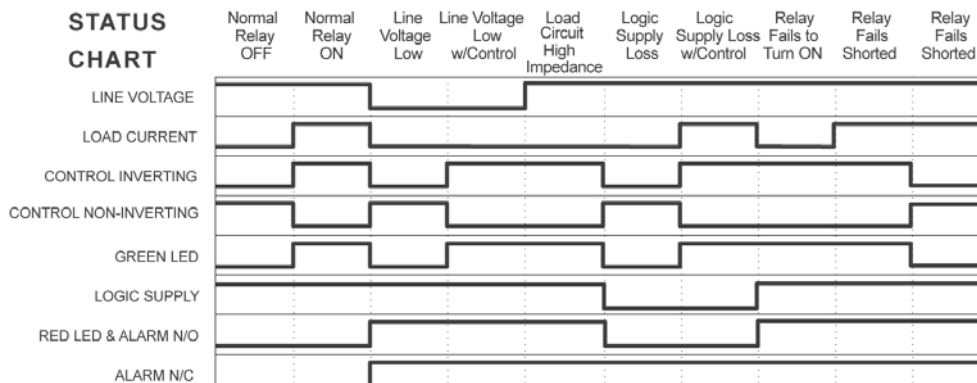 STATUS
CHART
Normal
Relay
OFF
Normal
Relay
ON
Line
Voltage
Low
Line Voltage
Low
w/Control
Load
Circuit
High
Impedance
Logic
Supply
Loss
Logic
Supply Loss
w/Control
Relay
Fails to
Turn ON
Relay
Fails
Shorted
Relay
Fails
Shorted
LINE VOLTAGE
LOAD CURRENT
CONTROL INVERTING
CONTROL NON-INVERTING
GREEN LED
LOGIC SUPPLY
RED LED & ALARM N/O
ALARM N/C